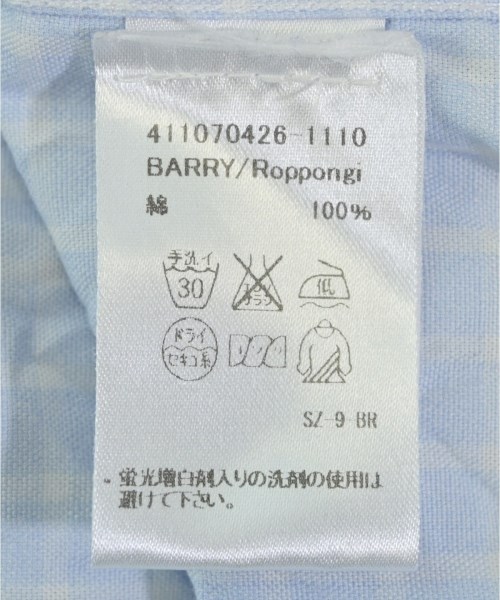 411070426-1110
BARRY/Roppongi
綿 100%
手洗イ
30
エンソ
サラシ
低
ドライ
セキユ系
SZ-9-BR
・蛍光増白剤入りの洗剤の使用は
避けて下さい。